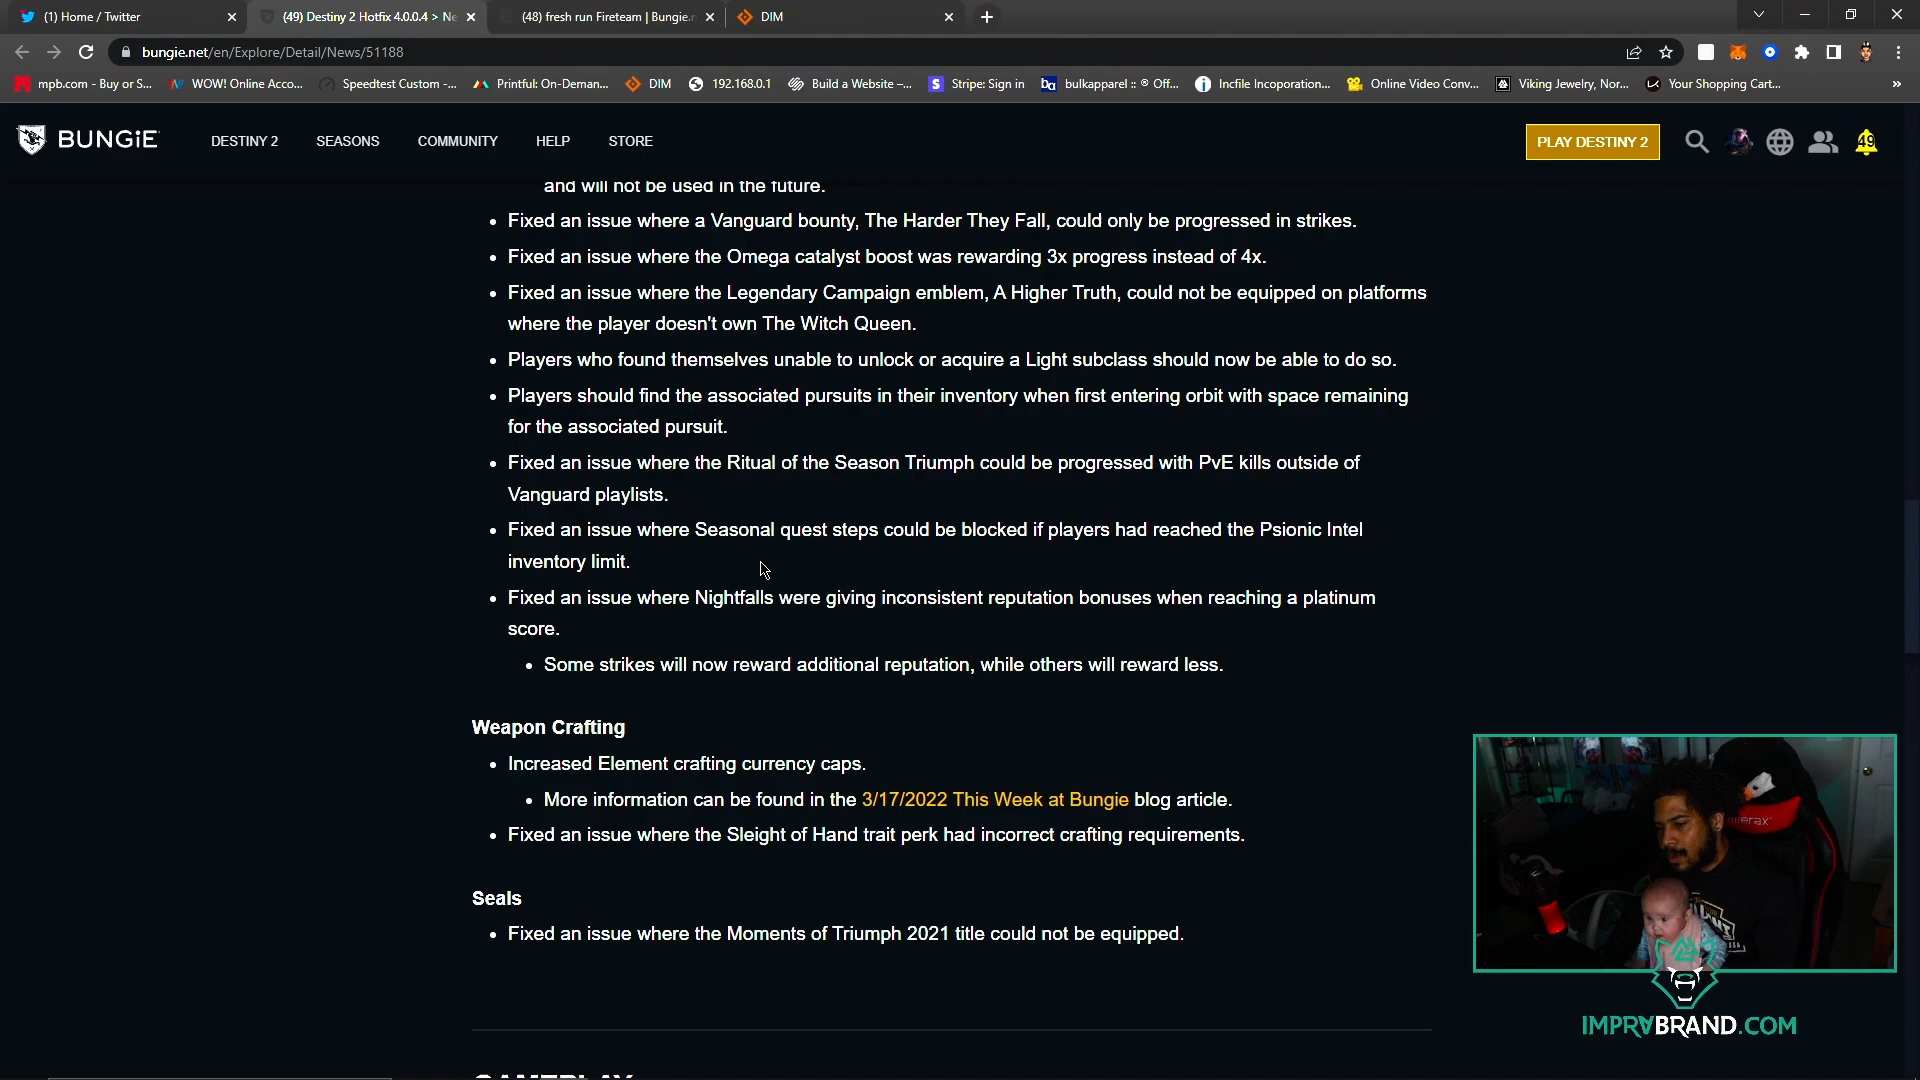 (1) Home / Twitter
(49) Destiny 2 Hotfix 4.0.0.4 > Ne
(48) fresh run Fireteam | Bungie.n
DIM
bungie.net/en/Explore/Detail/News/51188
mpb.com - Buy or S...
WOW! Online Acco...
Speedtest Custom -...
Printful: On-Deman...
DIM
192.168.0.1
Build a Website –...
Stripe: Sign in
bulkapparel :: ® Off...
Incfile Incoporation...
Online Video Conv...
Viking Jewelry, Nor...
Your Shopping Cart...
»
BUNGiE
DESTINY 2
SEASONS
COMMUNITY
HELP
STORE
PLAY DESTINY 2
49
and will not be used in the future.
• Fixed an issue where a Vanguard bounty, The Harder They Fall, could only be progressed in strikes.
• Fixed an issue where the Omega catalyst boost was rewarding 3x progress instead of 4x.
• Fixed an issue where the Legendary Campaign emblem, A Higher Truth, could not be equipped on platforms
where the player doesn't own The Witch Queen.
• Players who found themselves unable to unlock or acquire a Light subclass should now be able to do so.
• Players should find the associated pursuits in their inventory when first entering orbit with space remaining
for the associated pursuit.
• Fixed an issue where the Ritual of the Season Triumph could be progressed with PvE kills outside of
Vanguard playlists.
• Fixed an issue where Seasonal quest steps could be blocked if players had reached the Psionic Intel
inventory limit.
• Fixed an issue where Nightfalls were giving inconsistent reputation bonuses when reaching a platinum
score.
• Some strikes will now reward additional reputation, while others will reward less.
Weapon Crafting
• Increased Element crafting currency caps.
• More information can be found in the 3/17/2022 This Week at Bungie blog article.
• Fixed an issue where the Sleight of Hand trait perk had incorrect crafting requirements.
Seals
• Fixed an issue where the Moments of Triumph 2021 title could not be equipped.
GAMEPLAY
IMPRVBRAND.COM